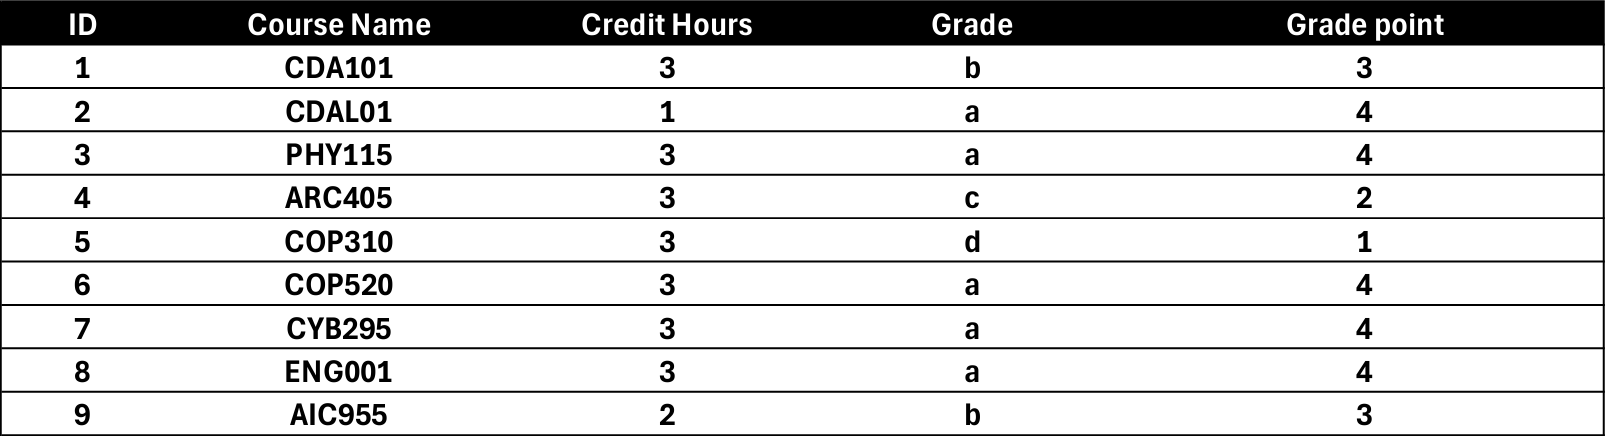 ID Course Name Credit Hours Grade Grade point
1 CDA101 3 b 3
2 CDAL01 1 a 4
3 PHY115 3 a 4
4 ARC405 3 c 2
5 COP310 3 d 1
6 COP520 3 a 4
7 CYB295 3 a 4
8 ENG001 3 a 4
9 AIC955 2 b 3